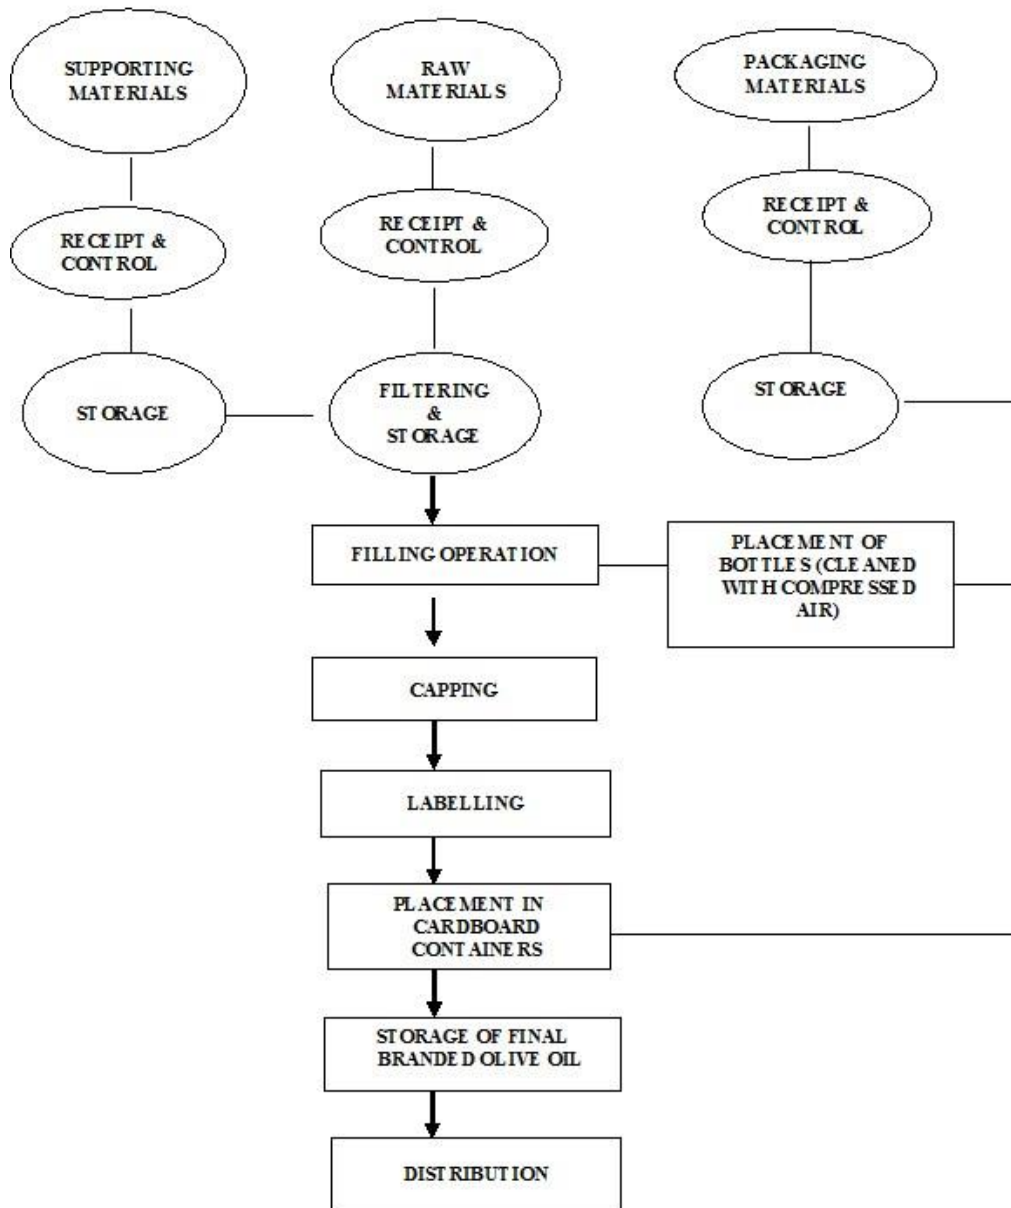 SUPPORTING
MATERIALS
RAW
MATERIALS
PACKAGING
MATERIALS
RECEIPT &
CONTROL
RECEIPT &
CONTROL
RECEIPT &
CONTROL
STORAGE
FILTERING
&
STORAGE
STORAGE
FILLING OPERATION
PLACEMENT OF
BOTTLES (CLEANED
WITH COMPRESSED
AIR)
CAPPING
LABELLING
PLACEMENT IN
CARDBOARD
CONTAINERS
STORAGE OF FINAL
BRANDED OLIVE OIL
DISTRIBUTION